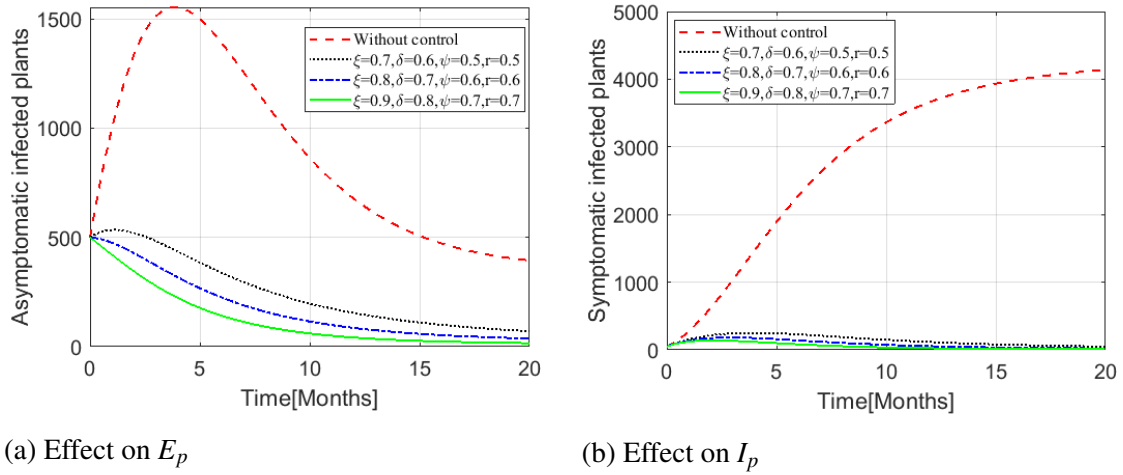 1500
1000
500
0
0
5
10
15
20
Asymptomatic infected plants
Time[Months]
Without control
ξ=0.7,δ=0.6,ψ=0.5,r=0.5
ξ=0.8,δ=0.7,ψ=0.6,r=0.6
ξ=0.9,δ=0.8,ψ=0.7,r=0.7
(a) Effect on Ep
5000
4000
3000
2000
1000
0
0
5
10
15
20
Symptomatic infected plants
Time[Months]
Without control
ξ=0.7,δ=0.6,ψ=0.5,r=0.5
ξ=0.8,δ=0.7,ψ=0.6,r=0.6
ξ=0.9,δ=0.8,ψ=0.7,r=0.7
(b) Effect on Ip